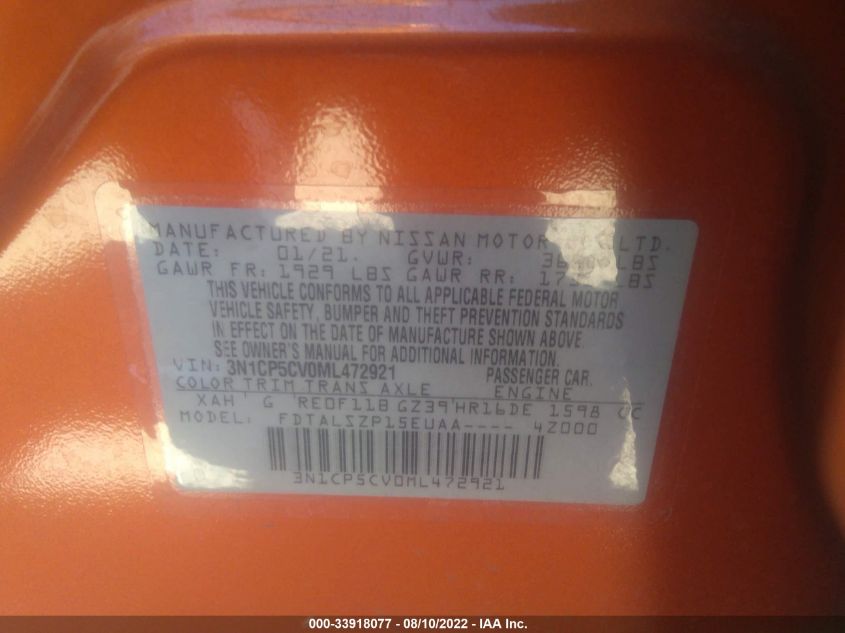 MANUFACTURED BY NISSAN MOTOR LTD.
DATE: 01/21. GVWR: LBS
GAWR FR: 1929 LBS GAWR RR: LBS
THIS VEHICLE CONFORMS TO ALL APPLICABLE FEDERAL MOTOR
VEHICLE SAFETY, BUMPER AND THEFT PREVENTION STANDARDS
IN EFFECT ON THE DATE OF MANUFACTURE SHOWN ABOVE.
SEE OWNER'S MANUAL FOR ADDITIONAL INFORMATION.
VIN: 3N1CP5CV0ML472921 PASSENGER CAR.
COLOR TRIM TRANS AXLE ENGINE
XAH G RE0F11B GZ39 HR16DE 1598 CC
MODEL: FDTALSZP15EUAA---- 4Z000
3N1CP5CV0ML472921
000-33918077 - 08/10/2022 - IAA Inc.